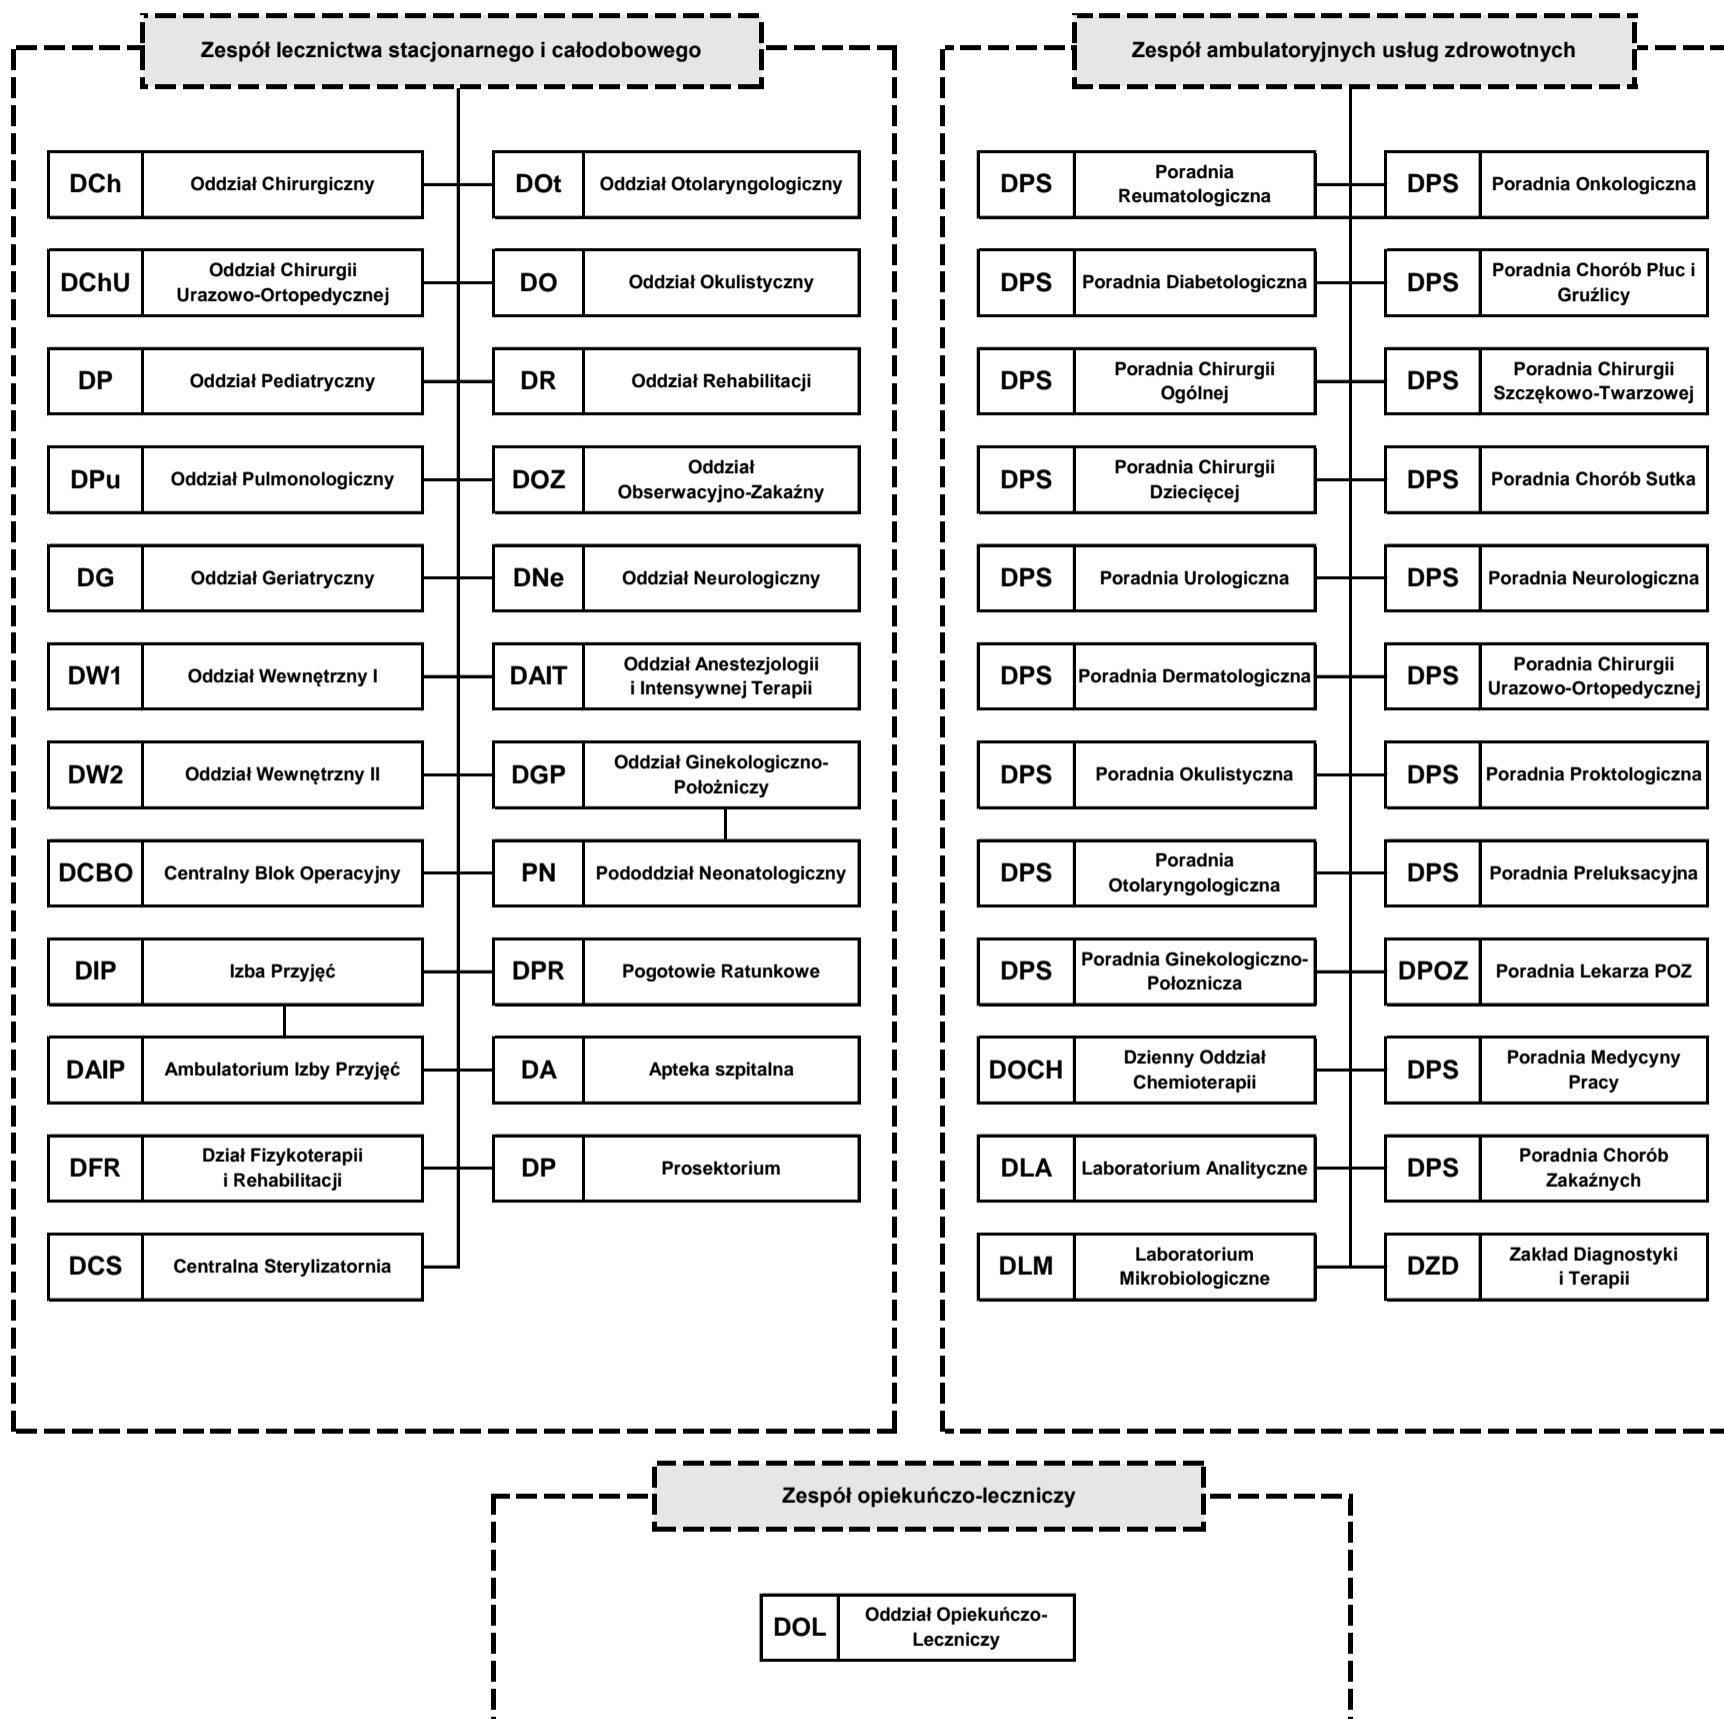 Zespół lecznictwa stacjonarnego i całodobowego
DCh
Oddział Chirurgiczny
DOt
Oddział Otolaryngologiczny
DChU
Oddział Chirurgii
Urazowo-Ortopedycznej
DO
Oddział Okulistyczny
DP
Oddział Pediatryczny
DR
Oddział Rehabilitacji
DPu
Oddział Pulmonologiczny
DOZ
Oddział
Obserwacyjno-Zakaźny
DG
Oddział Geriatryczny
DNe
Oddział Neurologiczny
DW1
Oddział Wewnętrzny I
DAIT
Oddział Anestezjologii
i Intensywnej Terapii
DW2
Oddział Wewnętrzny II
DGP
Oddział Ginekologiczno-
Położniczy
DCBO
Centralny Blok Operacyjny
PN
Pododdział Neonatologiczny
DIP
Izba Przyjęć
DPR
Pogotowie Ratunkowe
DAIP
Ambulatorium Izby Przyjęć
DA
Apteka szpitalna
DFR
Dział Fizykoterapii
i Rehabilitacji
DP
Prosektorium
DCS
Centralna Sterylizatornia
Zespół ambulatoryjnych usług zdrowotnych
DPS
Poradnia
Reumatologiczna
DPS
Poradnia Onkologiczna
DPS
Poradnia Diabetologiczna
DPS
Poradnia Chorób Płuc i
Gruźlicy
DPS
Poradnia Chirurgii
Ogólnej
DPS
Poradnia Chirurgii
Szczękowo-Twarzowej
DPS
Poradnia Chirurgii
Dziecięcej
DPS
Poradnia Chorób Sutka
DPS
Poradnia Urologiczna
DPS
Poradnia Neurologiczna
DPS
Poradnia Dermatologiczna
DPS
Poradnia Chirurgii
Urazowo-Ortopedycznej
DPS
Poradnia Okulistyczna
DPS
Poradnia Proktologiczna
DPS
Poradnia
Otolaryngologiczna
DPS
Poradnia Preluksacyjna
DPS
Poradnia Ginekologiczno-
Połoznicza
DPOZ
Poradnia Lekarza POZ
DOCH
Dzienny Oddział
Chemioterapii
DPS
Poradnia Medycyny
Pracy
DLA
Laboratorium Analityczne
DPS
Poradnia Chorób
Zakaźnych
DLM
Laboratorium
Mikrobiologiczne
DZD
Zakład Diagnostyki
i Terapii
Zespół opiekuńczo-leczniczy
DOL
Oddział Opiekuńczo-
Leczniczy